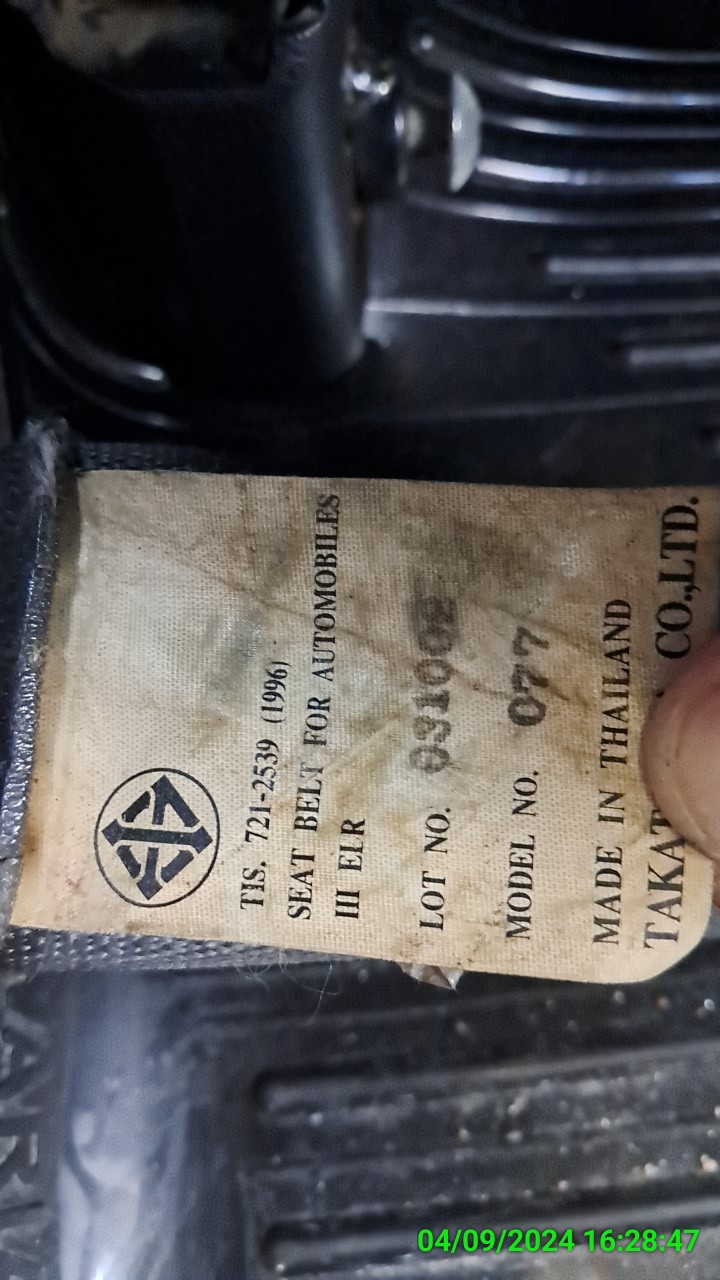 TIS. 721-2539 (1996)
SEAT BELT FOR AUTOMOBILES
III ELR
LOT NO. 031002
MODEL NO. 077
MADE IN THAILAND
CO.,LTD.
04/09/2024 16:28:47